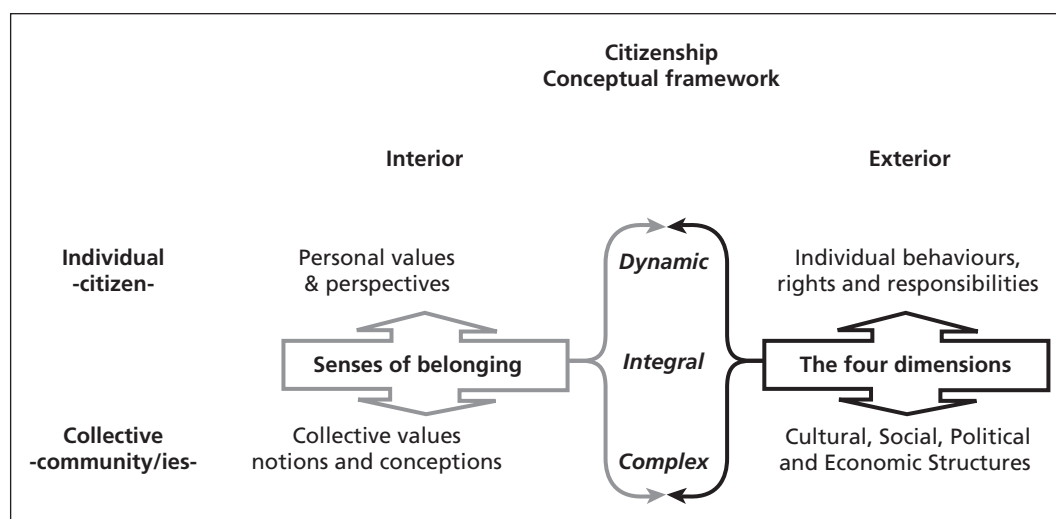 Citizenship
Conceptual framework
Interior
Exterior
Individual
-citizen-
Personal values
& perspectives
Dynamic
Individual behaviours,
rights and responsibilities
Senses of belonging
Integral
The four dimensions
Collective
-community/ies-
Collective values
notions and conceptions
Complex
Cultural, Social, Political
and Economic Structures